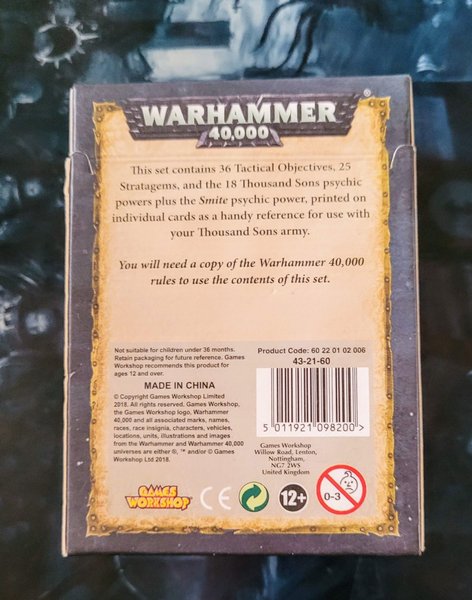 WARHAMMER
40,000
®
This set contains 36 Tactical Objectives, 25
Stratagems, and the 18 Thousand Sons psychic
powers plus the Smite psychic power, printed on
individual cards as a handy reference for use with
your Thousand Sons army.
You will need a copy of the Warhammer 40,000
rules to use the contents of this set.
Not suitable for children under 36 months.
Retain packaging for future reference. Games
Workshop recommends this product for
ages 12 and over.
MADE IN CHINA
© Copyright Games Workshop Limited
2018. All rights reserved. Games Workshop,
the Games Workshop logo, Warhammer
40,000 and all associated marks, names,
races, race insignia, characters, vehicles,
locations, units, illustrations and images
from the Warhammer and Warhammer 40,000
universes are either ®, ™ and/or © Games
Workshop Ltd 2018.
Product Code: 60 22 01 02 006
43-21-60
5 011921 098200 >
Games Workshop
Willow Road, Lenton,
Nottingham,
NG7 2WS
United Kingdom
GAMES
WORKSHOP
CE
12+
0-3